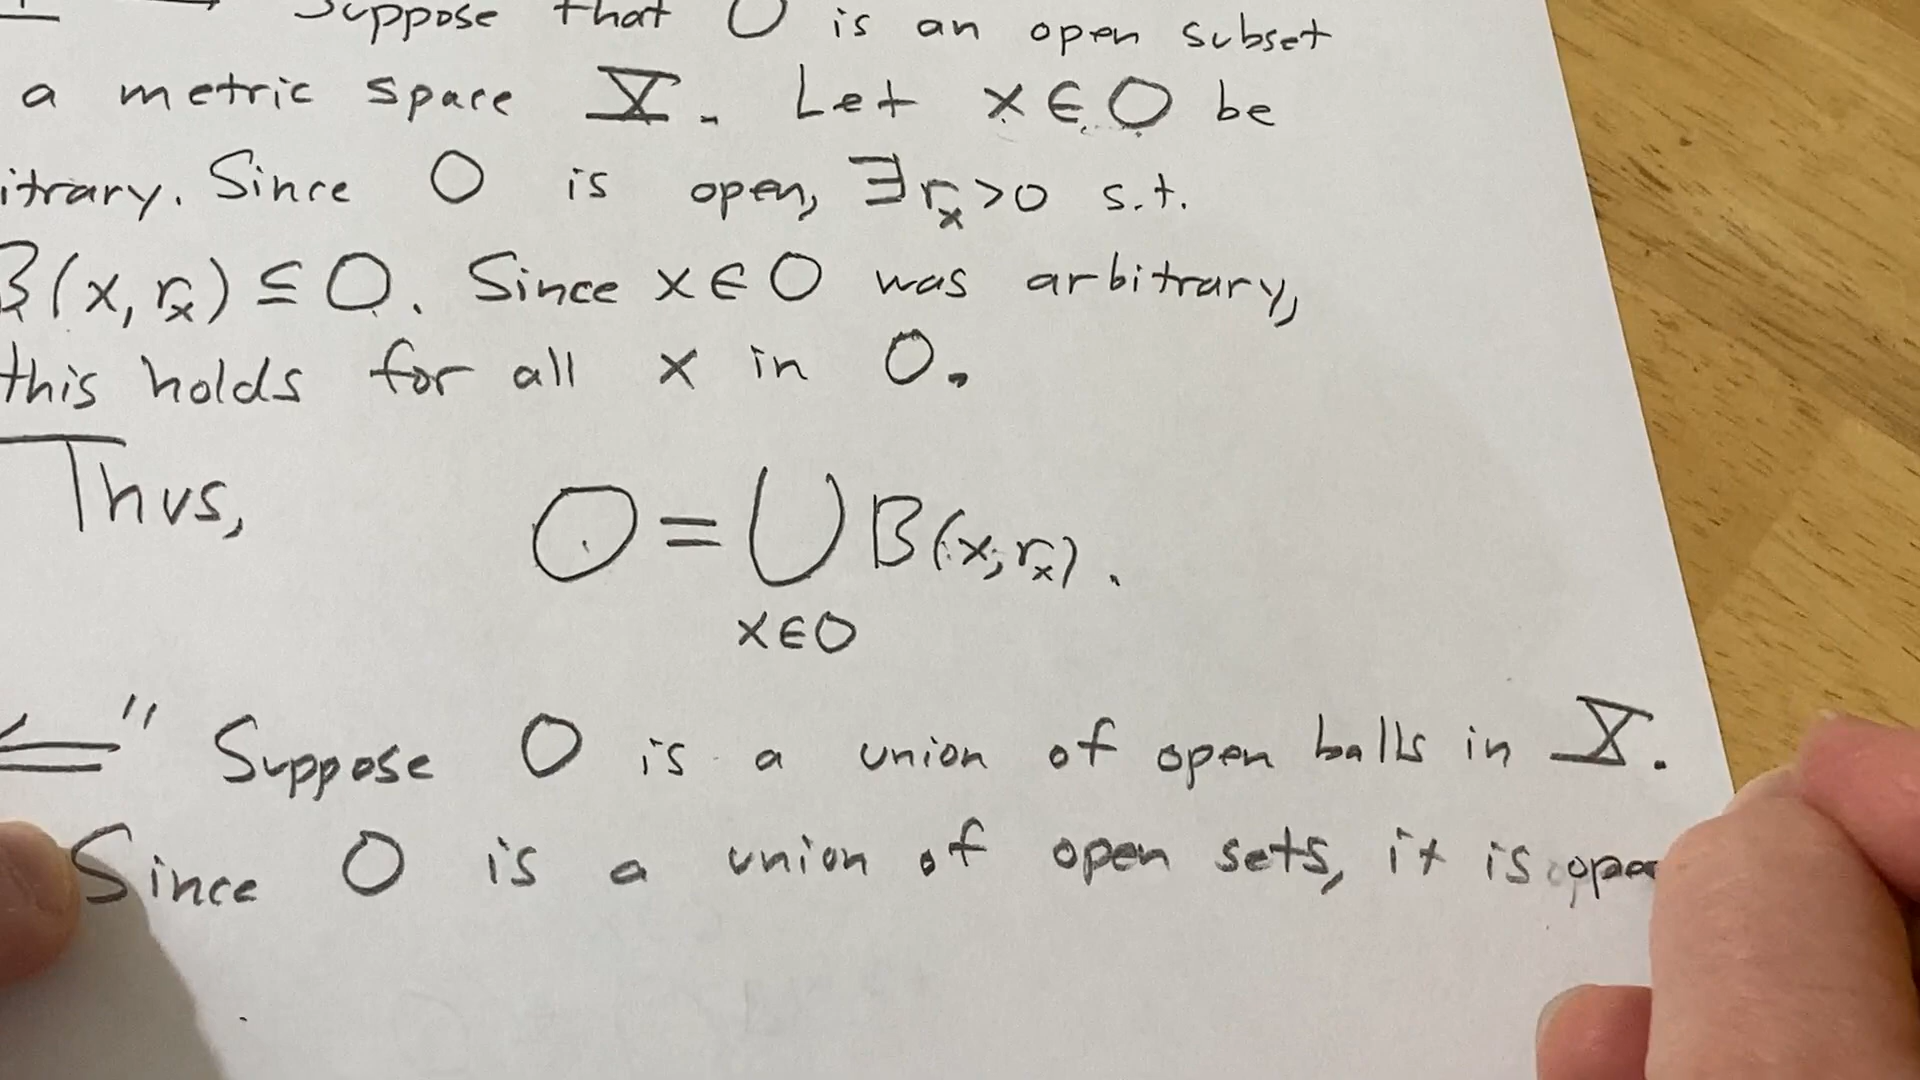 Suppose that O is an open subset
a metric space X. Let x ∈ O be
itrary. Since O is open, ∃ rₓ > 0 s.t.
B(x, rₓ) ⊆ O. Since x ∈ O was arbitrary,
this holds for all x in O.
Thus, O = ⋃ B(x, rₓ).
x ∈ O
⇐" Suppose O is a union of open balls in X.
Since O is a union of open sets, it is open